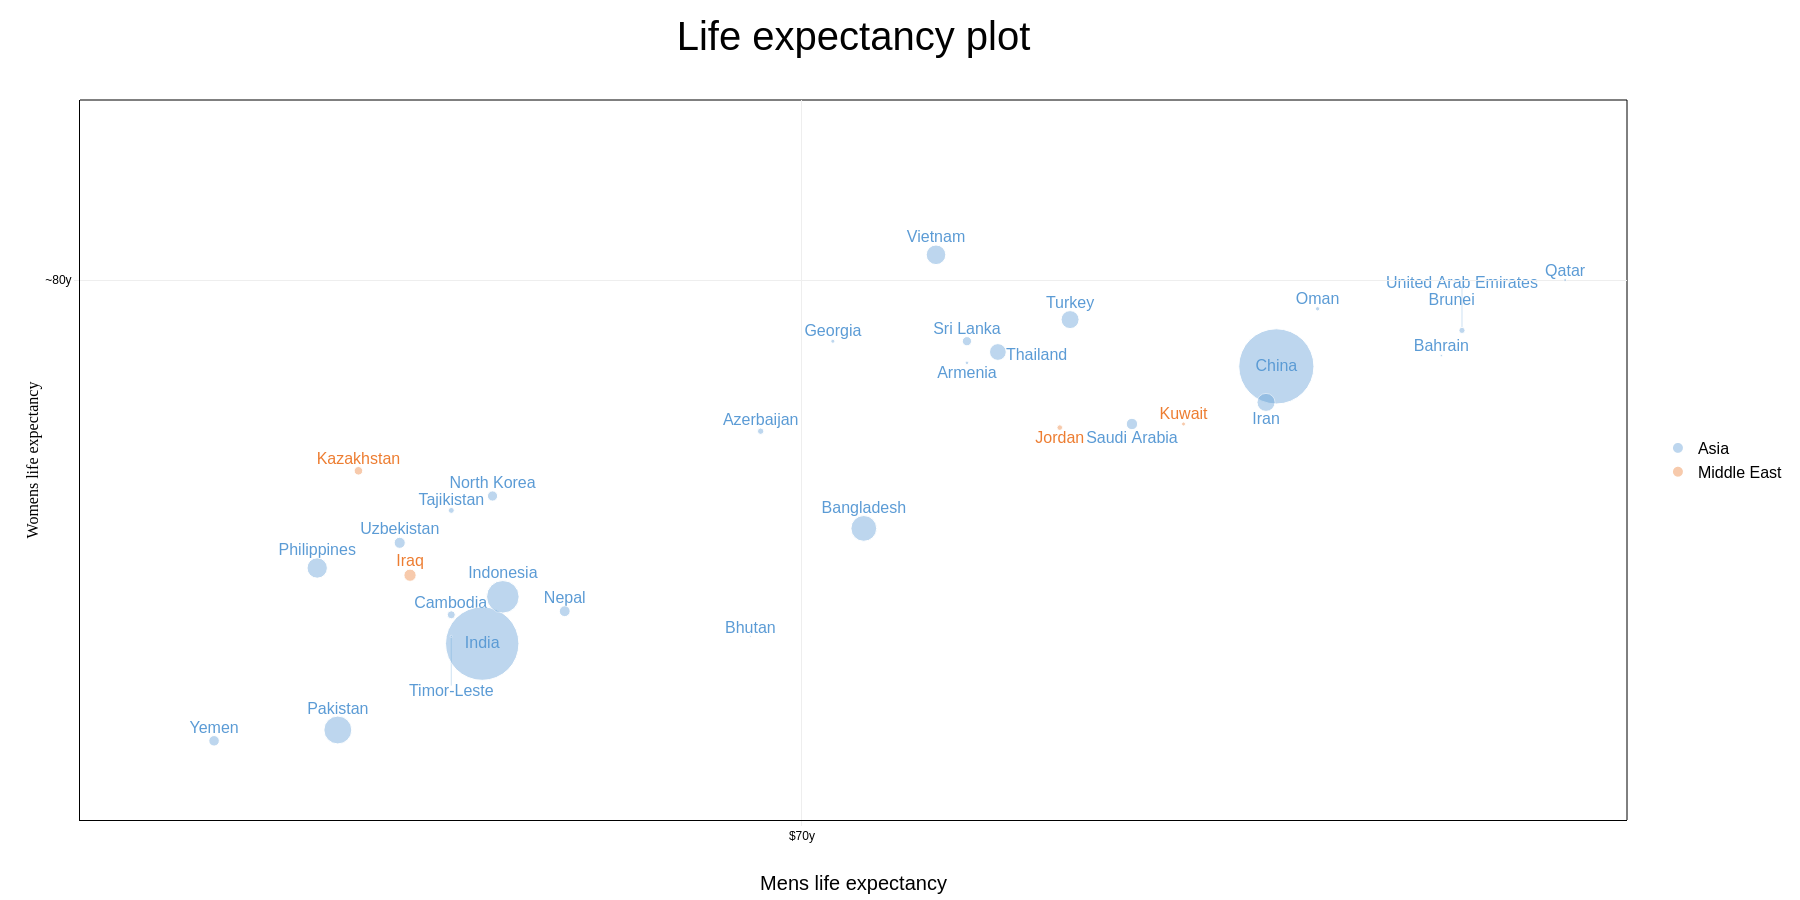 Life expectancy plot
Vietnam
Qatar
United Arab Emirates
~80y
Oman
Brunei
Turkey
Georgia
Sri Lanka
Bahrain
Thailand
China
Armenia
Kuwait
Azerbaijan
Iran
Jordan
Saudi Arabia
Asia
Womens life expectancy
Kazakhstan
Middle East
North Korea
Tajikistan
Bangladesh
Uzbekistan
Philippines
Iraq
Indonesia
Nepal
Cambodia
Bhutan
India
Timor-Leste
Pakistan
Yemen
$70y
Mens life expectancy